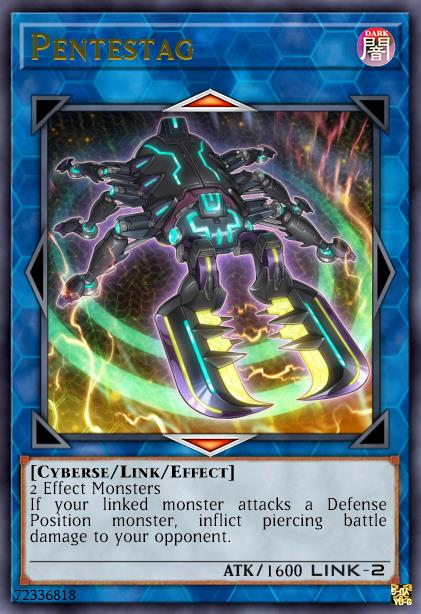 PENTESTAG
DARK
闇
[CYBERSE/LINK/EFFECT]
2 Effect Monsters
If your linked monster attacks a Defense
Position monster, inflict piercing battle
damage to your opponent.
ATK/1600 LINK-2
72336818